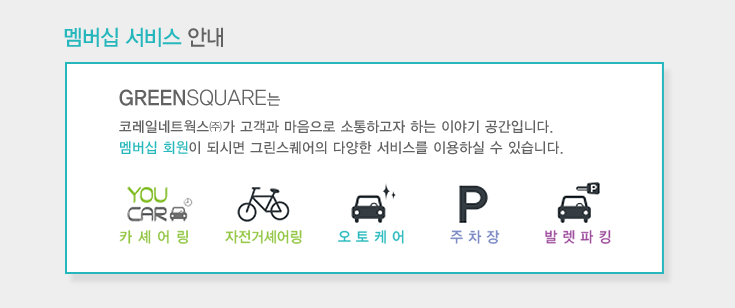 멤버십 서비스 안내
GREENSQUARE는
코레일네트웍스㈜가 고객과 마음으로 소통하고자 하는 이야기 공간입니다.
멤버십 회원이 되시면 그린스퀘어의 다양한 서비스를 이용하실 수 있습니다.
YOU
CAR
P
P
카 셰 어 링
자전거셰어링
오 토 케 어
주 차 장
발 렛 파 킹